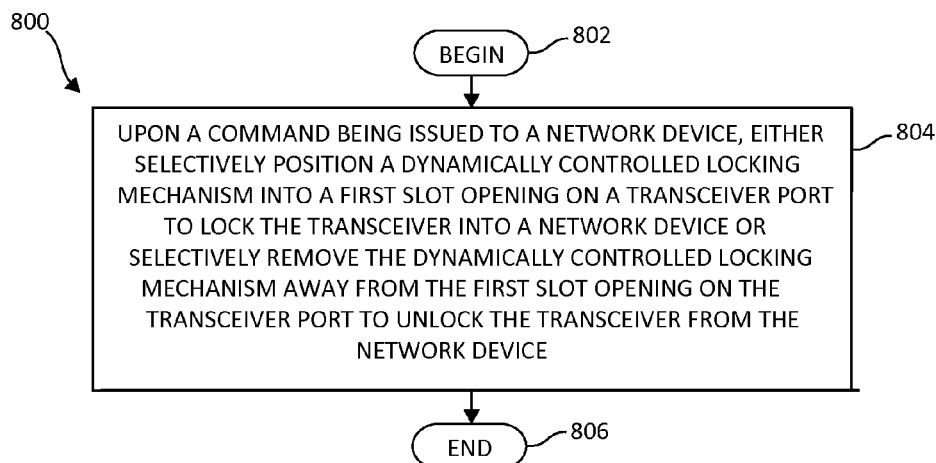 800
802
BEGIN
804
UPON A COMMAND BEING ISSUED TO A NETWORK DEVICE, EITHER
SELECTIVELY POSITION A DYNAMICALLY CONTROLLED LOCKING
MECHANISM INTO A FIRST SLOT OPENING ON A TRANSCEIVER PORT
TO LOCK THE TRANSCEIVER INTO A NETWORK DEVICE OR
SELECTIVELY REMOVE THE DYNAMICALLY CONTROLLED LOCKING
MECHANISM AWAY FROM THE FIRST SLOT OPENING ON THE
TRANSCEIVER PORT TO UNLOCK THE TRANSCEIVER FROM THE
NETWORK DEVICE
END
806